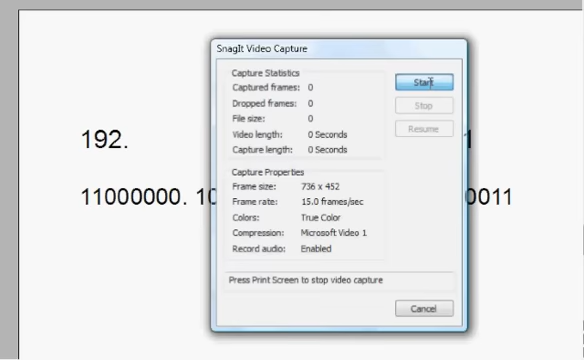 SnagIt Video Capture
Capture Statistics
Captured frames: 0
Dropped frames: 0
File size: 0
Video length: 0 Seconds
Capture length: 0 Seconds
Start
Stop
Resume
192. 1
11000000. 10 0011
Capture Properties
Frame size: 736 x 452
Frame rate: 15.0 frames/sec
Colors: True Color
Compression: Microsoft Video 1
Record audio: Enabled
Press Print Screen to stop video capture
Cancel